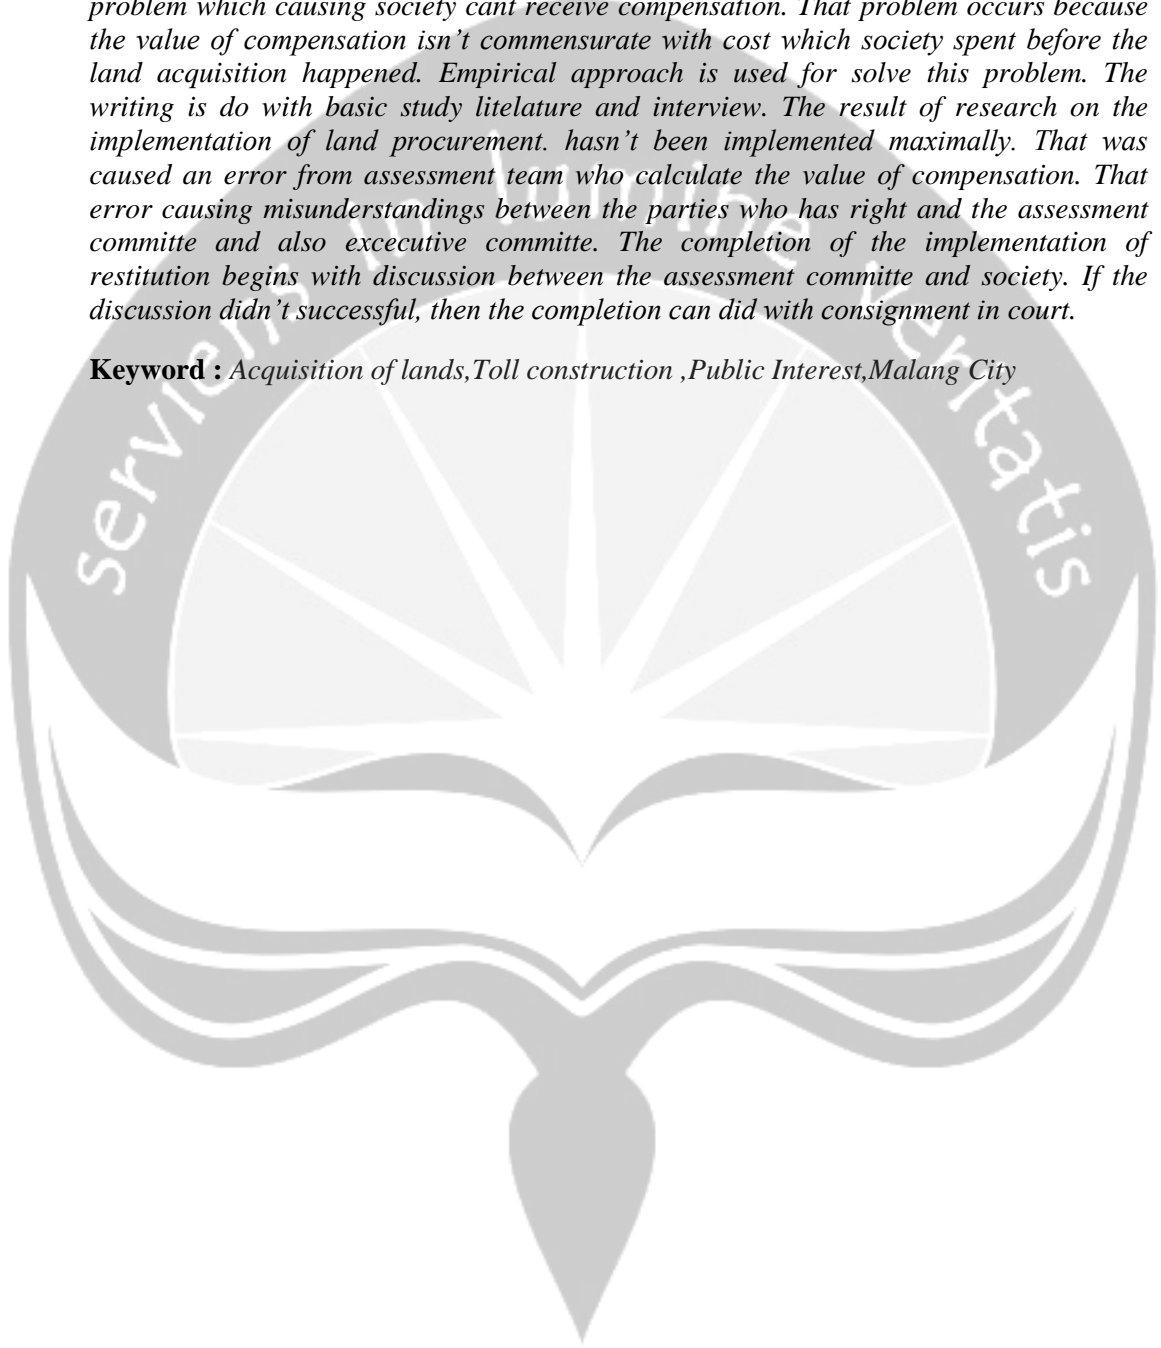 problem which causing society cant receive compensation. That problem occurs because
the value of compensation isn't commensurate with cost which society spent before the
land acquisition happened. Empirical approach is used for solve this problem. The
writing is do with basic study litelature and interview. The result of research on the
implementation of land procurement. hasn't been implemented maximally. That was
caused an error from assessment team who calculate the value of compensation. That
error causing misunderstandings between the parties who has right and the assessment
committe and also excecutive committe. The completion of the implementation of
restitution begins with discussion between the assessment committe and society. If the
discussion didn't successful, then the completion can did with consignment in court.
Keyword : Acquisition of lands,Toll construction ,Public Interest,Malang City
serviens in lumine veritatis